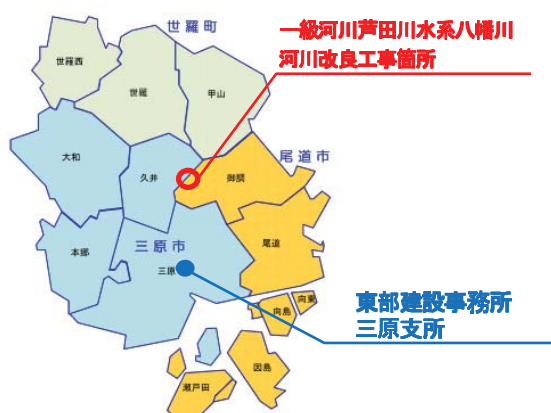 世羅町
一級河川芦田川水系八幡川
河川改良工事箇所
世羅西
世羅
甲山
大和
久井
御調
尾道市
本郷
三原市
三原
尾道
東部建設事務所
三原支所
向島
向東
因島
瀬戸田